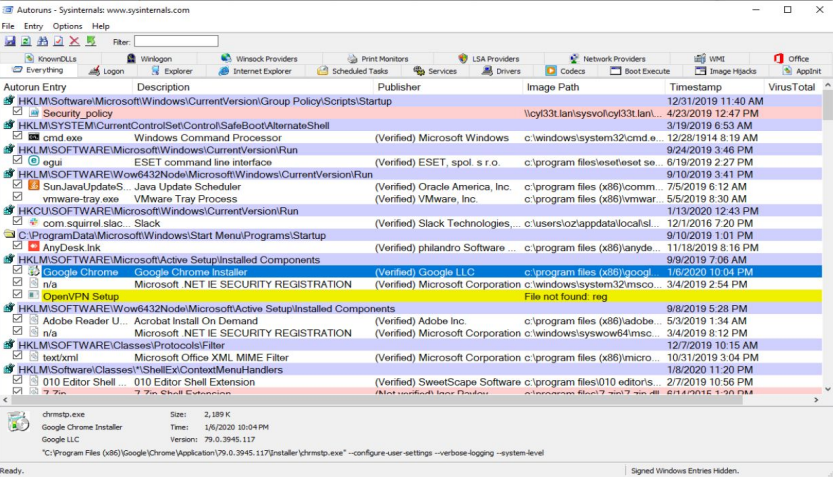 Autoruns - Sysinternals: www.sysinternals.com
File Entry Options Help
Filter:
KnownDLLs Winlogon Winsock Providers Print Monitors LSA Providers Network Providers WMI Office
Everything Logon Explorer Internet Explorer Scheduled Tasks Services Drivers Codecs Boot Execute Image Hijacks AppInit
Autorun Entry Description Publisher Image Path Timestamp VirusTotal
HKLM\Software\Microsoft\Windows\CurrentVersion\Group Policy\Scripts\Startup 12/31/2019 11:40 AM
Security_policy \\cyl33t.lan\sysvol\cyl33t.lan\... 4/23/2019 12:47 PM
HKLM\SYSTEM\CurrentControlSet\Control\SafeBoot\AlternateShell 3/19/2019 6:53 AM
cmd.exe Windows Command Processor (Verified) Microsoft Windows c:\windows\system32\cmd.e... 12/28/1914 8:19 AM
HKLM\SOFTWARE\Microsoft\Windows\CurrentVersion\Run 9/24/2019 3:46 PM
egui ESET command line interface (Verified) ESET, spol. s r.o. c:\program files\eset\eset se... 6/19/2019 2:27 PM
HKLM\SOFTWARE\Wow6432Node\Microsoft\Windows\CurrentVersion\Run 9/10/2019 3:41 PM
SunJavaUpdateS... Java Update Scheduler (Verified) Oracle America, Inc. c:\program files (x86)\comm... 7/5/2019 6:12 AM
vmware-tray.exe VMware Tray Process (Verified) VMware, Inc. c:\program files (x86)\vmwar... 5/5/2019 8:30 AM
HKCU\SOFTWARE\Microsoft\Windows\CurrentVersion\Run 1/13/2020 12:43 PM
com.squirrel.slac... Slack (Verified) Slack Technologies,... c:\users\oz\appdata\local\sl... 12/1/2016 7:20 PM
C:\ProgramData\Microsoft\Windows\Start Menu\Programs\Startup 9/10/2019 1:01 PM
AnyDesk.lnk (Verified) philandro Software ... c:\program files (x86)\anyde... 11/18/2019 8:16 PM
HKLM\SOFTWARE\Microsoft\Active Setup\Installed Components 9/9/2019 7:06 AM
Google Chrome Google Chrome Installer (Verified) Google LLC c:\program files (x86)\googl... 1/6/2020 10:04 PM
n/a Microsoft .NET IE SECURITY REGISTRATION (Verified) Microsoft Corporation c:\windows\system32\msco... 3/4/2019 2:54 PM
OpenVPN Setup File not found: reg
HKLM\SOFTWARE\Wow6432Node\Microsoft\Active Setup\Installed Components 9/8/2019 5:28 PM
Adobe Reader U... Acrobat Install On Demand (Verified) Adobe Inc. c:\program files (x86)\adobe... 5/3/2019 1:34 AM
n/a Microsoft .NET IE SECURITY REGISTRATION (Verified) Microsoft Corporation c:\windows\syswow64\msc... 3/4/2019 8:12 PM
HKLM\SOFTWARE\Classes\Protocols\Filter 12/7/2019 10:15 AM
text/xml Microsoft Office XML MIME Filter (Verified) Microsoft Corporation c:\program files (x86)\micro... 10/31/2019 3:04 PM
HKLM\Software\Classes\*\ShellEx\ContextMenuHandlers 1/8/2020 11:20 PM
010 Editor Shell ... 010 Editor Shell Extension (Verified) SweetScape Software c:\program files\010 editor\s... 2/7/2019 10:56 PM
7-Zip 7-Zip Shell Extension (Not verified) Igor Pavlov c:\program files\7-zip\7-zip.dll 6/14/2015 1:30 PM
chrmstp.exe Size: 2,189 K
Google Chrome Installer Time: 1/6/2020 10:04 PM
Google LLC Version: 79.0.3945.117
"C:\Program Files (x86)\Google\Chrome\Application\79.0.3945.117\Installer\chrmstp.exe" --configure-user-settings --verbose-logging --system-level
Ready. Signed Windows Entries Hidden.